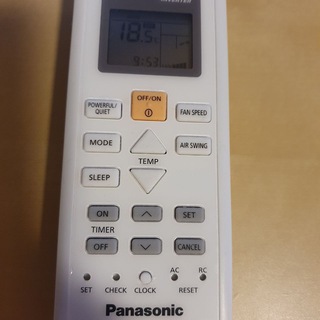 INVERTER
18.5°C
9:53
POWERFUL/
QUIET
OFF/ON
FAN SPEED
MODE
TEMP
AIR SWING
SLEEP
ON
SET
TIMER
OFF
CANCEL
AC RC
SET CHECK CLOCK RESET
Panasonic